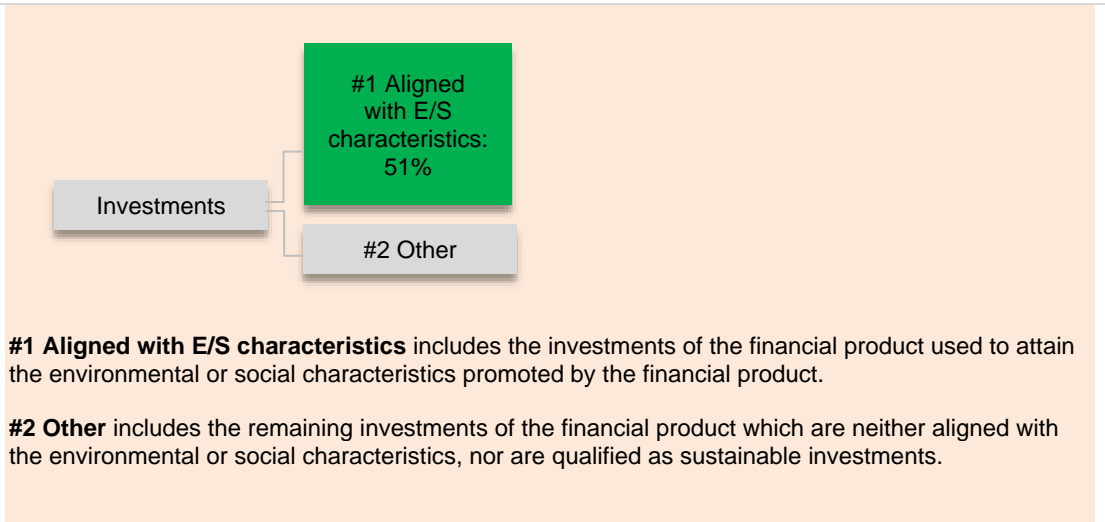 #1 Aligned
with E/S
characteristics:
51%
Investments
#2 Other
#1 Aligned with E/S characteristics includes the investments of the financial product used to attain
the environmental or social characteristics promoted by the financial product.
#2 Other includes the remaining investments of the financial product which are neither aligned with
the environmental or social characteristics, nor are qualified as sustainable investments.